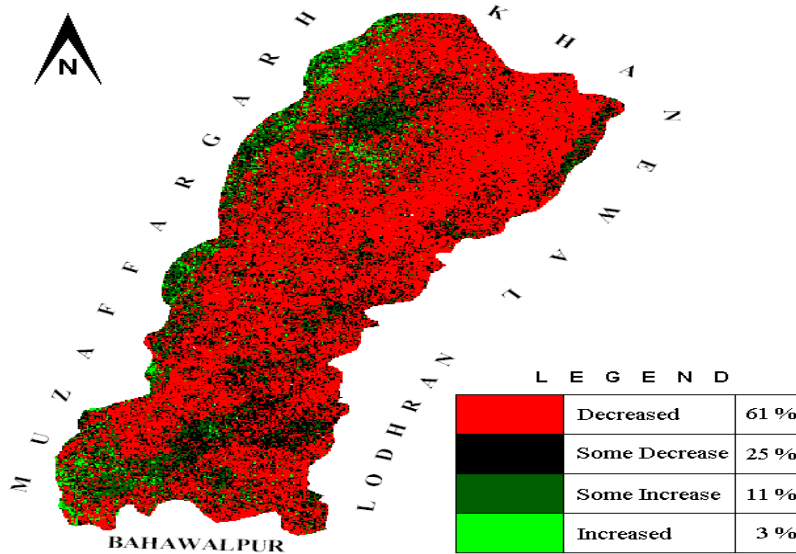 N
MUZAFFARGARH
KHANEWAL
LODHRAN
BAHAWALPUR
LEGEND
Decreased 61 %
Some Decrease 25 %
Some Increase 11 %
Increased 3 %